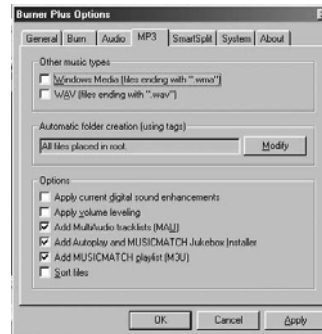 Burner Plus Options
General Burn Audio MP3 SmartSplit System About
Other music types
Windows Media (files ending with ".wma")
WAV (files ending with ".wav")
Automatic folder creation (using tags)
All files placed in root. Modify
Options
Apply current digital sound enhancements
Apply volume leveling
Add MultiAudio tracklists (MAU)
Add Autoplay and MUSICMATCH Jukebox Installer
Add MUSICMATCH playlist (M3U)
Sort files
OK Cancel Apply